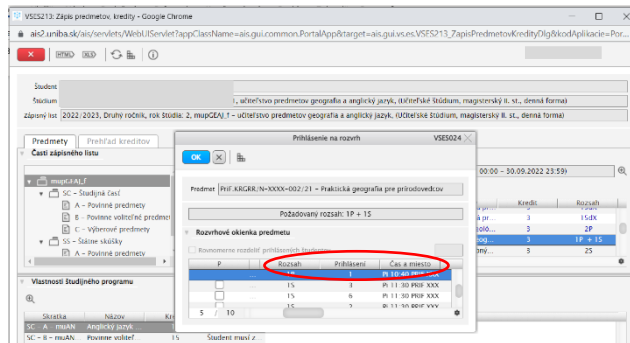 VSES213: Zápis predmetov, kredity - Google Chrome
ais2.uniba.sk/ais/servlets/WebUIServlet?appClassName=ais.gui.common.PortalApp&target=ais.gui.vs.es.VSES213_ZapisPredmetovKredityDlg&kodAplikacie=Por...
HTML XLS
Študent
Štúdium , učiteľstvo predmetov geografia a anglický jazyk, (Učiteľské štúdium, magisterský II. st., denná forma)
Zápisný list 2022/2023, Druhý ročník, rok štúdia: 2, mupGEAJ_f - učiteľstvo predmetov geografia a anglický jazyk, (Učiteľské štúdium, magisterský II. st., denná forma)
Predmety Prehľad kreditov
Časti zápisného listu
mupGEAJ_f
SC - Študijná časť
A - Povinné predmety
B - Povinne voliteľné predmet
C - Výberové predmety
SS - Štátne skúšky
A - Povinné predmety
Vlastnosti študijného programu
Skratka Názov Kr
SC - A - muAN Anglický jazyk ...
SC - B - muAN Povinne voliteľ... 15 Študent musí z...
Prihlásenie na rozvrh VSES024
OK X
Predmet PriF.KRGRR/N-XXXX-002/21 - Praktická geografia pre prírodovedcov
Požadovaný rozsah: 1P + 1S
Rozvrhové okienka predmetu
Rovnomerne rozdeliť prihlásených študentov
P ... Rozsah Prihlásení Čas a miesto
1P 1 Pi 10:40 PRIF XXX
1S 3 Pi 11:30 PRIF XXX
1S 6 Pi 11:30 PRIF XXX
1S 2 Pi 11:30 PRIF XXX
5 / 10
00:00 - 30.09.2022 23:59)
Kredit Rozsah
3 15dX
3 2P
3 1P + 1S
3 2S